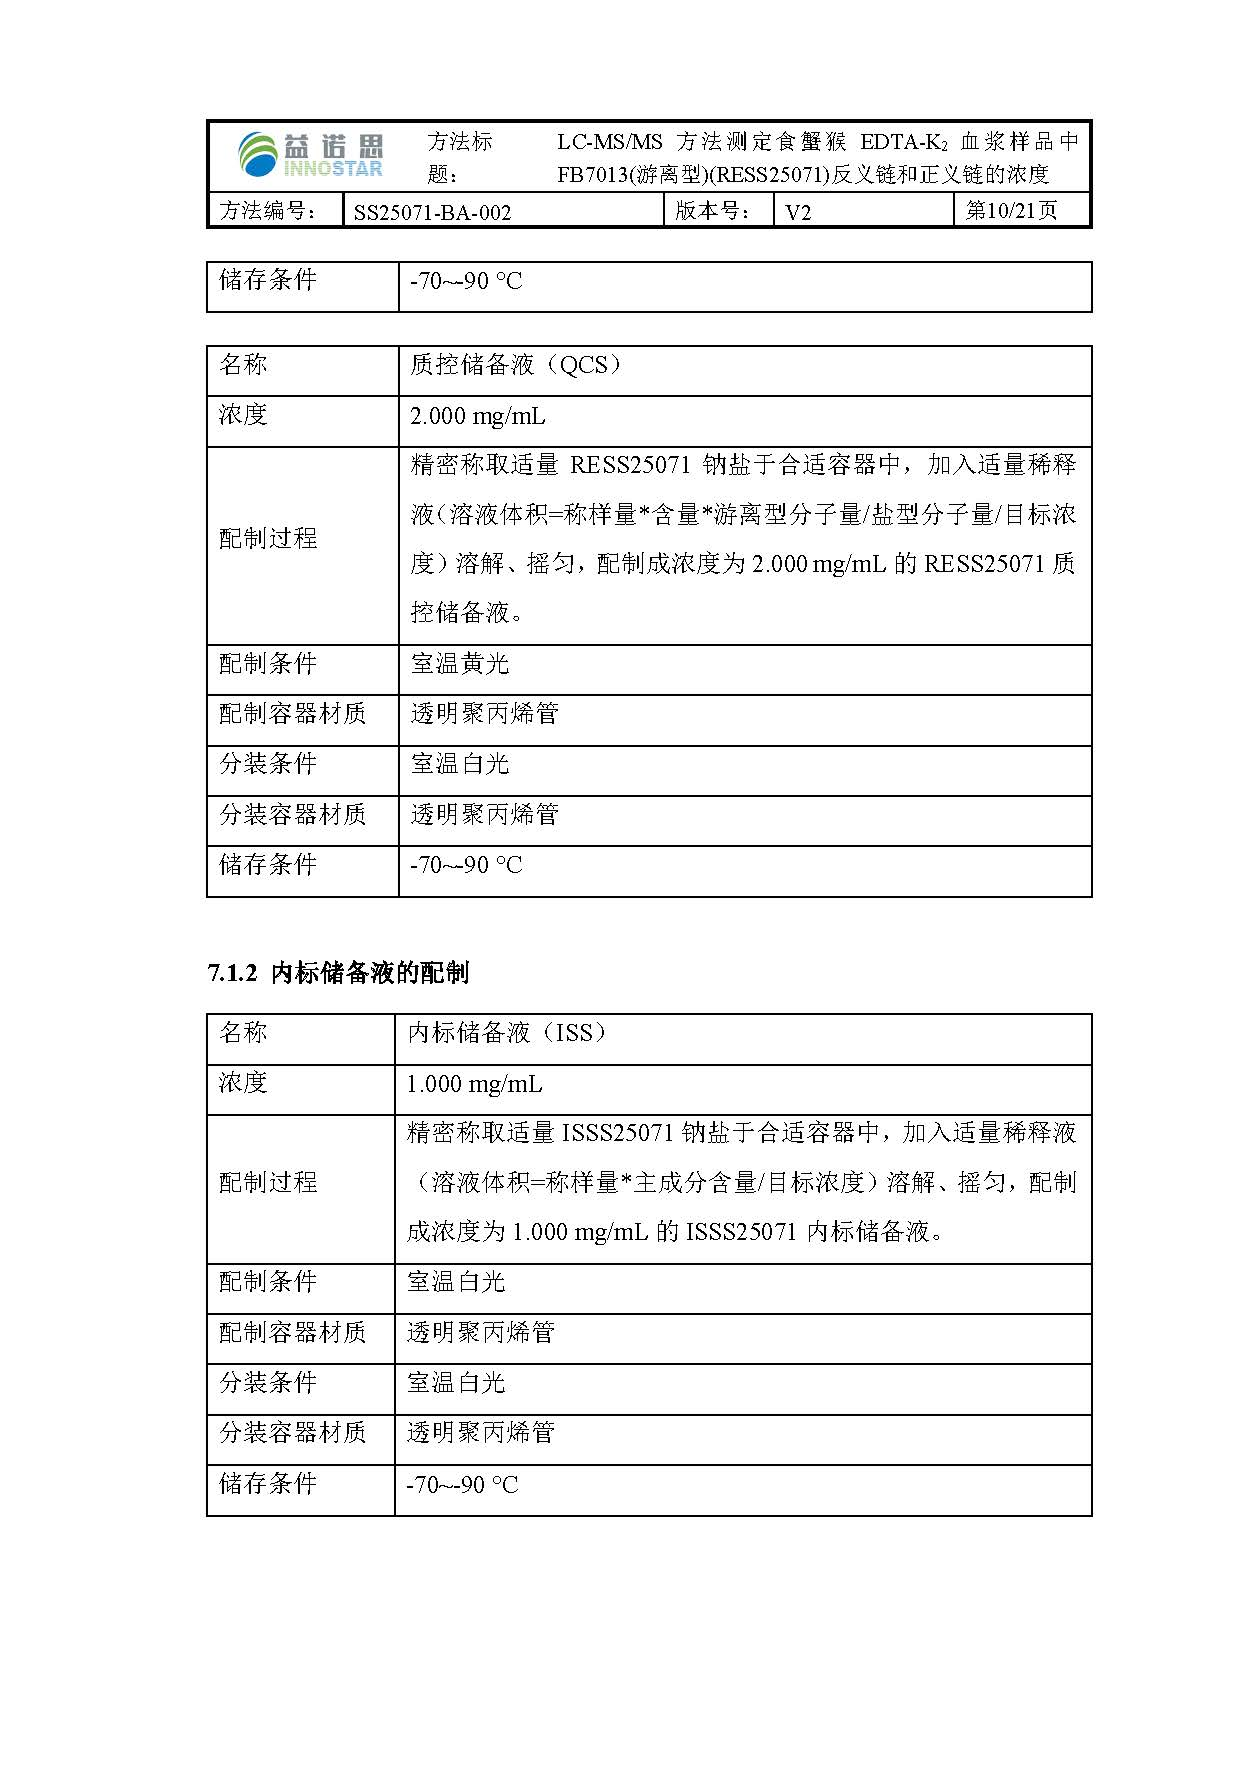 益诺思
INNOSTAR
方法标题：
LC-MS/MS 方法测定食蟹猴 EDTA-K₂ 血浆样品中
FB7013(游离型)(RESS25071)反义链和正义链的浓度
方法编号： SS25071-BA-002 版本号： V2 第10/21页
储存条件 -70~-90 °C
名称 质控储备液（QCS）
浓度 2.000 mg/mL
配制过程
精密称取适量 RESS25071 钠盐于合适容器中，加入适量稀释
液（溶液体积=称样量*含量*游离型分子量/盐型分子量/目标浓
度）溶解、摇匀，配制成浓度为 2.000 mg/mL 的 RESS25071 质
控储备液。
配制条件 室温黄光
配制容器材质 透明聚丙烯管
分装条件 室温白光
分装容器材质 透明聚丙烯管
储存条件 -70~-90 °C
7.1.2 内标储备液的配制
名称 内标储备液（ISS）
浓度 1.000 mg/mL
配制过程
精密称取适量 ISSS25071 钠盐于合适容器中，加入适量稀释液
（溶液体积=称样量*主成分含量/目标浓度）溶解、摇匀，配制
成浓度为 1.000 mg/mL 的 ISSS25071 内标储备液。
配制条件 室温白光
配制容器材质 透明聚丙烯管
分装条件 室温白光
分装容器材质 透明聚丙烯管
储存条件 -70~-90 °C